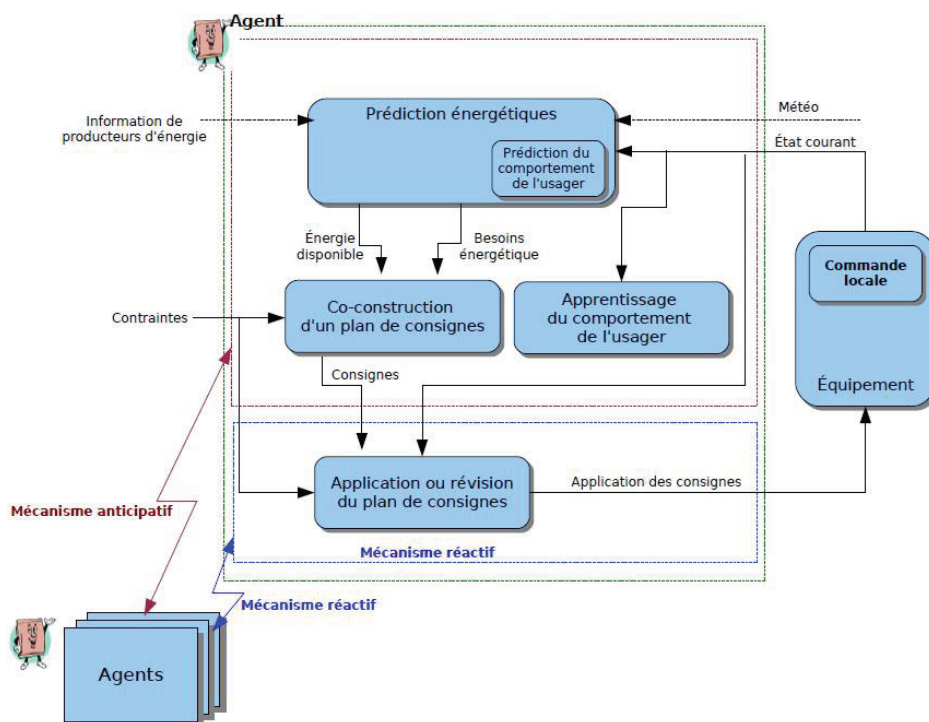 Agent
Information de
producteurs d'énergie
Prédiction énergétiques
Prédiction du
comportement
de l'usager
Météo
État courant
Énergie
disponible
Besoins
énergétique
Commande
locale
Équipement
Contraintes
Co-construction
d'un plan de consignes
Apprentissage
du comportement
de l'usager
Consignes
Application ou révision
du plan de consignes
Application des consignes
Mécanisme anticipatif
Mécanisme réactif
Mécanisme réactif
Agents